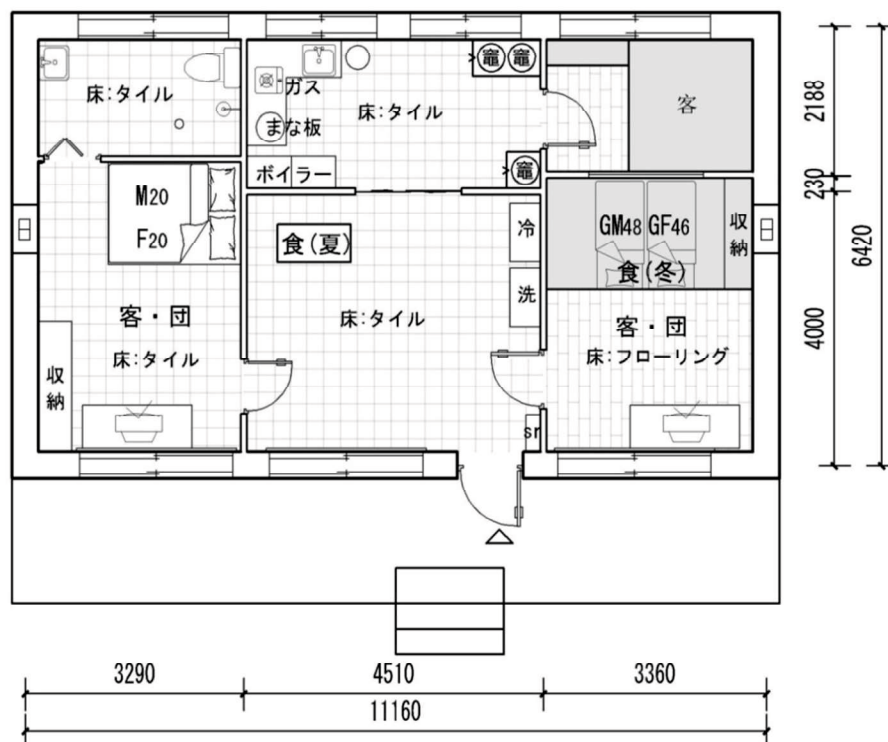 竈 竈
ガス
床:タイル
まな板
床:タイル
客
ボイラー
竈
M20
F20
食(夏)
冷
GM48 GF46
収納
食(冬)
洗
客・団
床:タイル
床:タイル
客・団
床:フローリング
収納
sr
2188
230
4000
6420
3290
4510
3360
11160